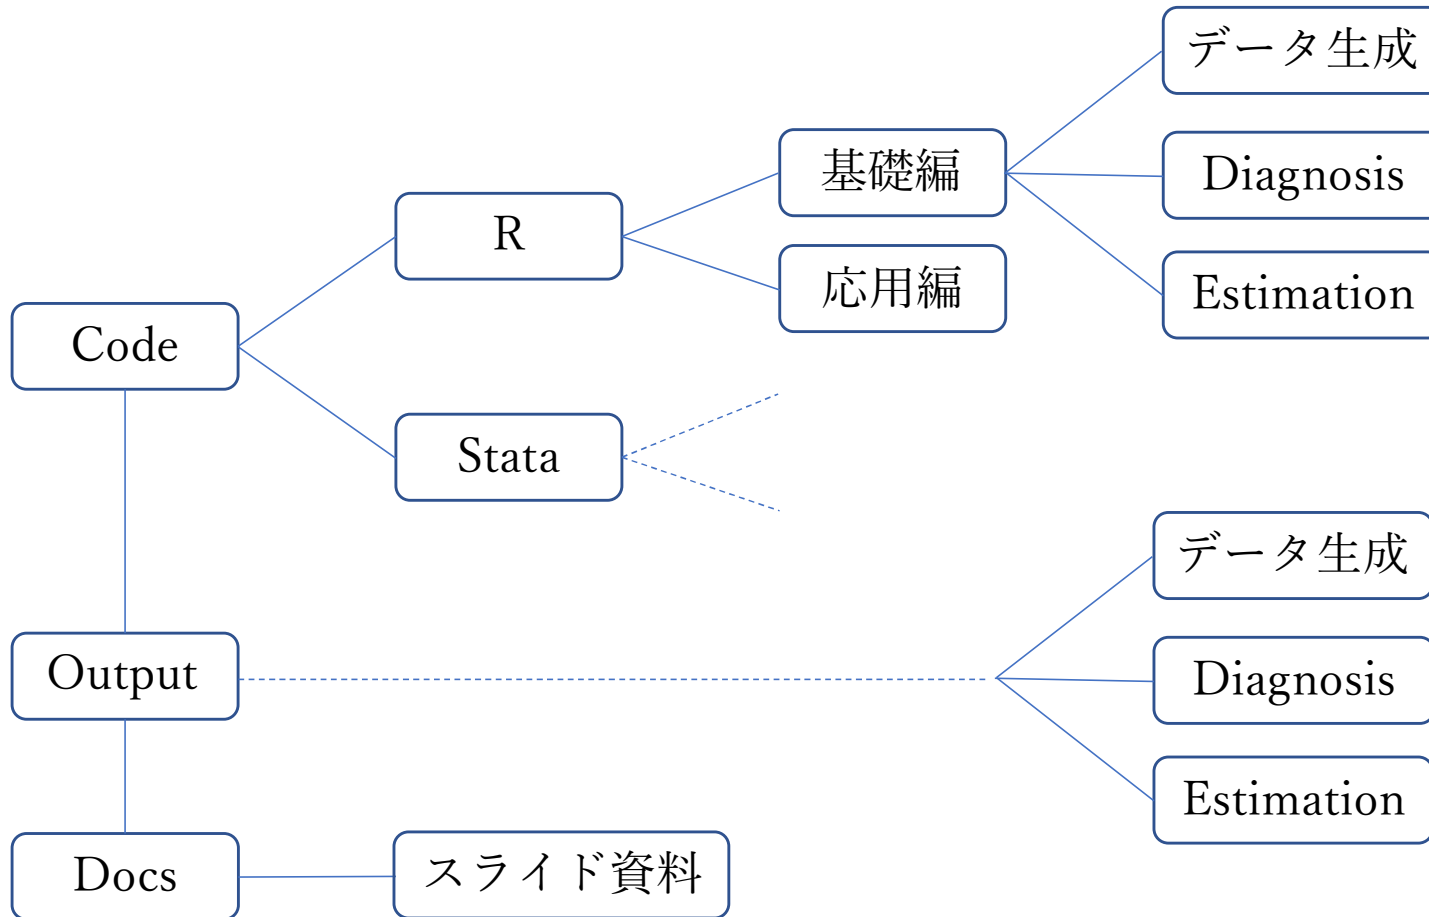 データ生成
基礎編
Diagnosis
R
応用編
Estimation
Code
Stata
データ生成
Output
Diagnosis
Estimation
Docs
スライド資料